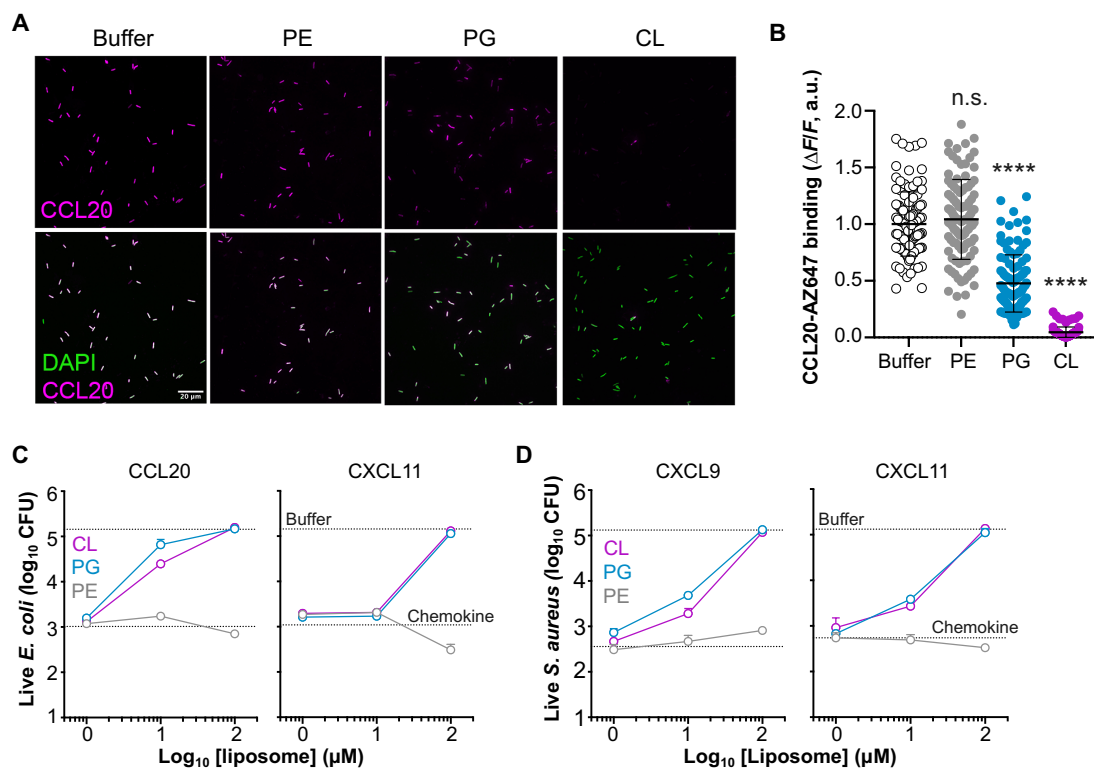 A
Buffer PE PG CL
CCL20
DAPI
CCL20
20 µm
B
CCL20-AZ647 binding (ΔF/F, a.u.)
n.s.
****
****
2.0
1.5
1.0
0.5
0.0
Buffer PE PG CL
C
CCL20 CXCL11
Live E. coli (log10 CFU)
6
5
4
3
2
1
CL
PG
PE
Buffer
Chemokine
0 1 2 0 1 2
Log10 [liposome] (µM)
D
CXCL9 CXCL11
Live S. aureus (log10 CFU)
6
5
4
3
2
1
CL
PG
PE
Buffer
Chemokine
0 1 2 0 1 2
Log10 [Liposome] (µM)